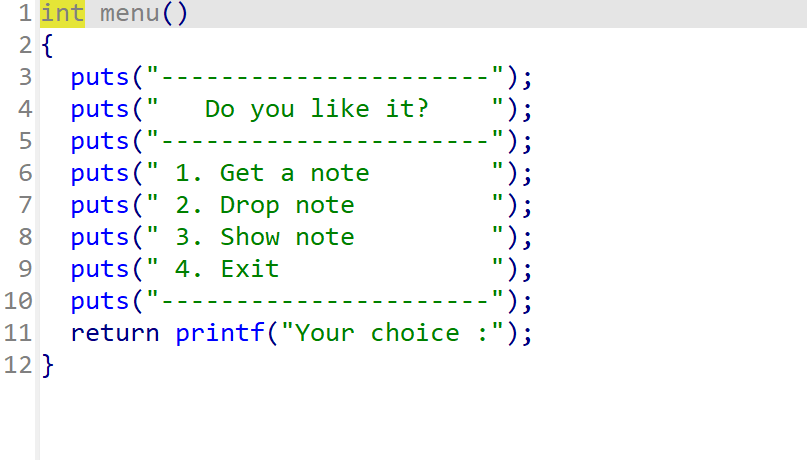 1 int menu()
2 {
3   puts("----------------------");
4   puts("   Do you like it?    ");
5   puts("----------------------");
6   puts(" 1. Get a note        ");
7   puts(" 2. Drop note         ");
8   puts(" 3. Show note         ");
9   puts(" 4. Exit              ");
10   puts("----------------------");
11   return printf("Your choice :");
12 }